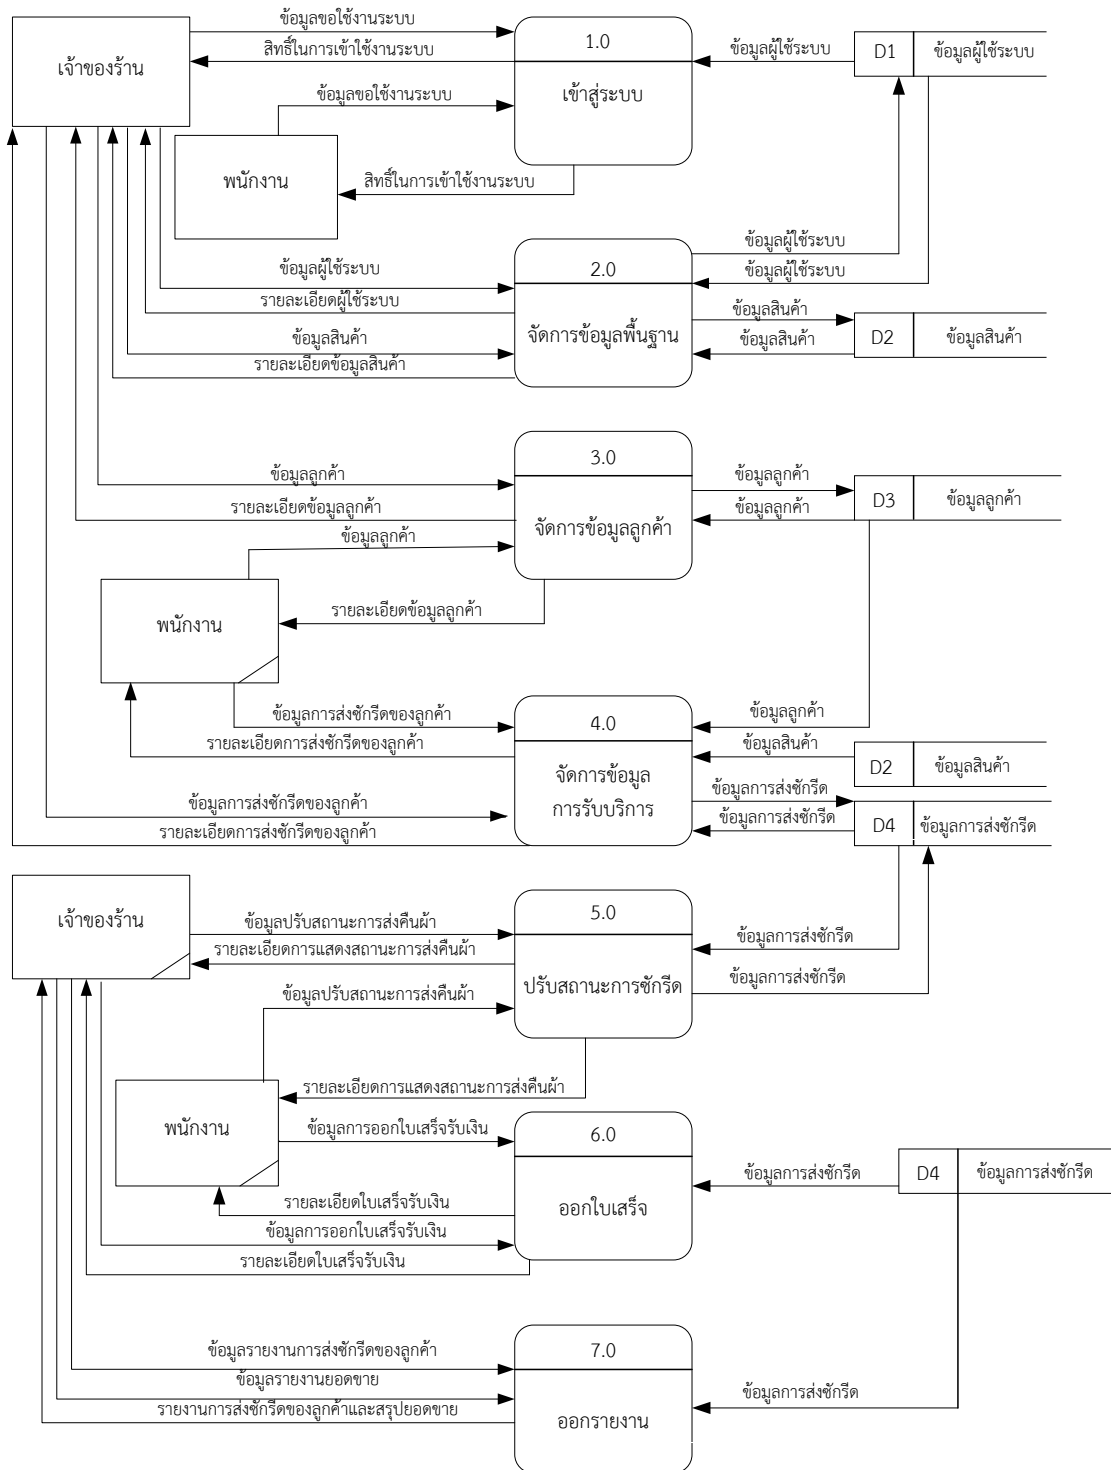 ข้อมูลขอใช้งานระบบ
สิทธิ์ในการเข้าใช้งานระบบ
เจ้าของร้าน
1.0
เข้าสู่ระบบ
ข้อมูลผู้ใช้ระบบ
D1
ข้อมูลผู้ใช้ระบบ
ข้อมูลขอใช้งานระบบ
พนักงาน
สิทธิ์ในการเข้าใช้งานระบบ
ข้อมูลผู้ใช้ระบบ
ข้อมูลผู้ใช้ระบบ
2.0
จัดการข้อมูลพื้นฐาน
ข้อมูลผู้ใช้ระบบ
รายละเอียดผู้ใช้ระบบ
ข้อมูลสินค้า
รายละเอียดข้อมูลสินค้า
ข้อมูลสินค้า
ข้อมูลสินค้า
D2
ข้อมูลสินค้า
3.0
จัดการข้อมูลลูกค้า
ข้อมูลลูกค้า
รายละเอียดข้อมูลลูกค้า
ข้อมูลลูกค้า
ข้อมูลลูกค้า
D3
ข้อมูลลูกค้า
ข้อมูลลูกค้า
พนักงาน
รายละเอียดข้อมูลลูกค้า
ข้อมูลการส่งซักรีดของลูกค้า
รายละเอียดการส่งซักรีดของลูกค้า
4.0
จัดการข้อมูล
การรับบริการ
ข้อมูลลูกค้า
ข้อมูลสินค้า
D2
ข้อมูลสินค้า
ข้อมูลการส่งซักรีด
ข้อมูลการส่งซักรีด
D4
ข้อมูลการส่งซักรีด
ข้อมูลการส่งซักรีดของลูกค้า
รายละเอียดการส่งซักรีดของลูกค้า
เจ้าของร้าน
ข้อมูลปรับสถานะการส่งคืนผ้า
รายละเอียดการแสดงสถานะการส่งคืนผ้า
5.0
ปรับสถานะการซักรีด
ข้อมูลการส่งซักรีด
ข้อมูลการส่งซักรีด
ข้อมูลปรับสถานะการส่งคืนผ้า
รายละเอียดการแสดงสถานะการส่งคืนผ้า
พนักงาน
ข้อมูลการออกใบเสร็จรับเงิน
6.0
ออกใบเสร็จ
ข้อมูลการส่งซักรีด
D4
ข้อมูลการส่งซักรีด
รายละเอียดใบเสร็จรับเงิน
ข้อมูลการออกใบเสร็จรับเงิน
รายละเอียดใบเสร็จรับเงิน
7.0
ออกรายงาน
ข้อมูลรายงานการส่งซักรีดของลูกค้า
ข้อมูลรายงานยอดขาย
รายงานการส่งซักรีดของลูกค้าและสรุปยอดขาย
ข้อมูลการส่งซักรีด